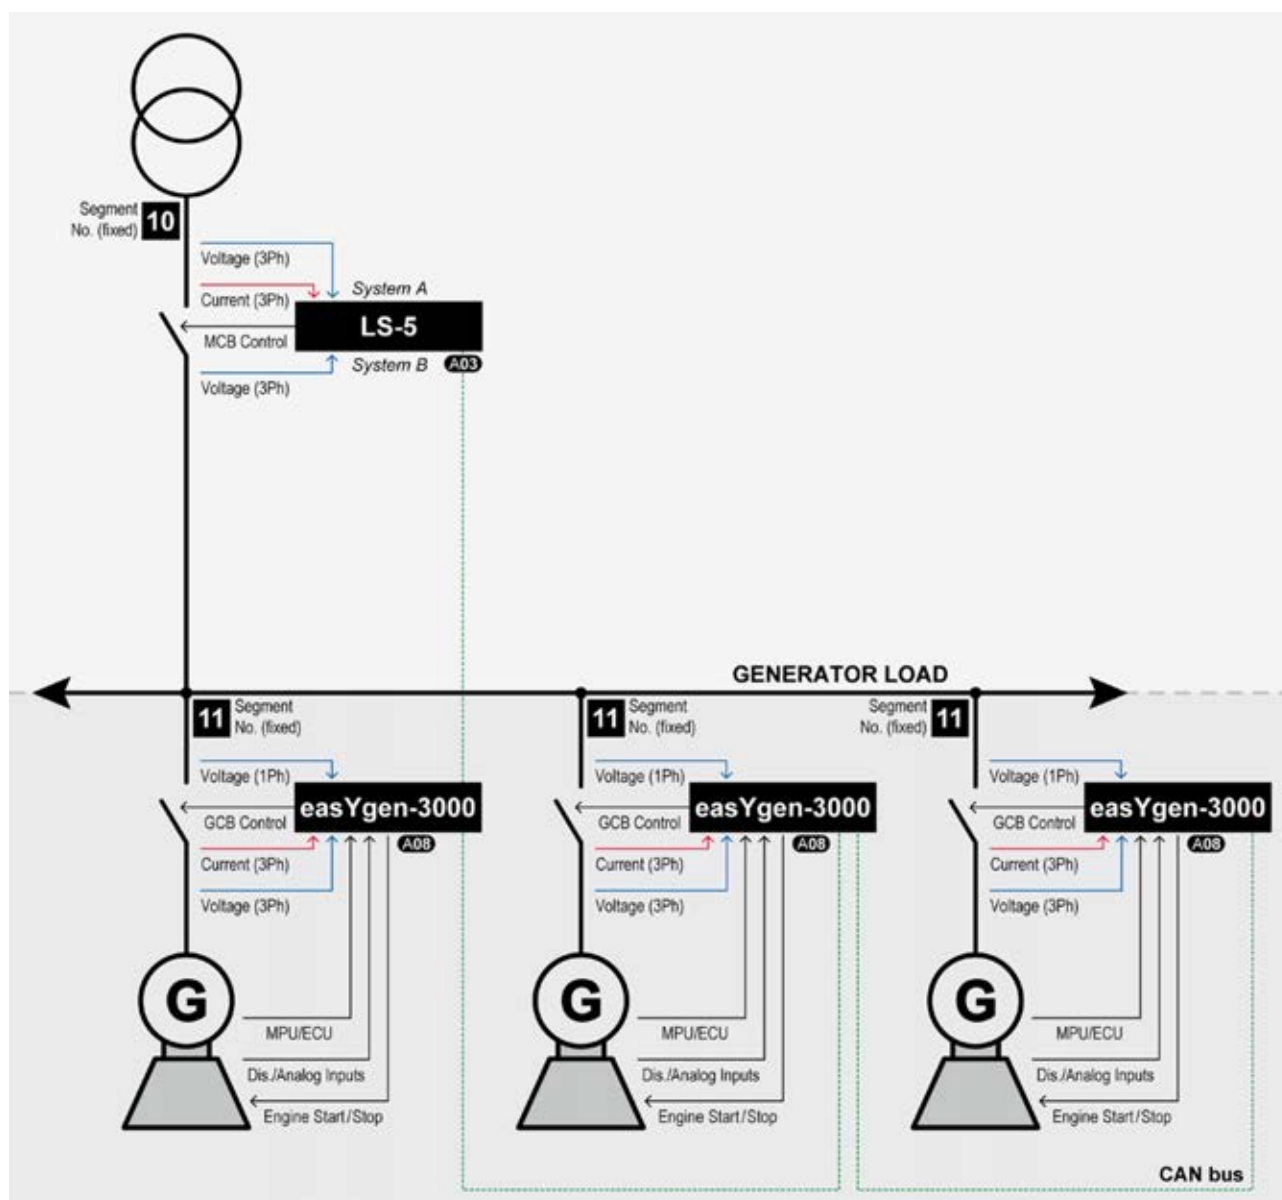 Segment
No. (fixed)
10
Voltage (3Ph)
System A
Current (3Ph)
LS-5
MCB Control
System B
A03
Voltage (3Ph)
GENERATOR LOAD
11
Segment
No. (fixed)
11
Segment
No. (fixed)
Segment
No. (fixed)
11
Voltage (1Ph)
Voltage (1Ph)
Voltage (1Ph)
easYgen-3000
easYgen-3000
easYgen-3000
GCB Control
GCB Control
GCB Control
A08
A08
A08
Current (3Ph)
Current (3Ph)
Current (3Ph)
Voltage (3Ph)
Voltage (3Ph)
Voltage (3Ph)
G
G
G
MPU/ECU
MPU/ECU
MPU/ECU
Dis./Analog Inputs
Dis./Analog Inputs
Dis./Analog Inputs
Engine Start/Stop
Engine Start/Stop
Engine Start/Stop
CAN bus